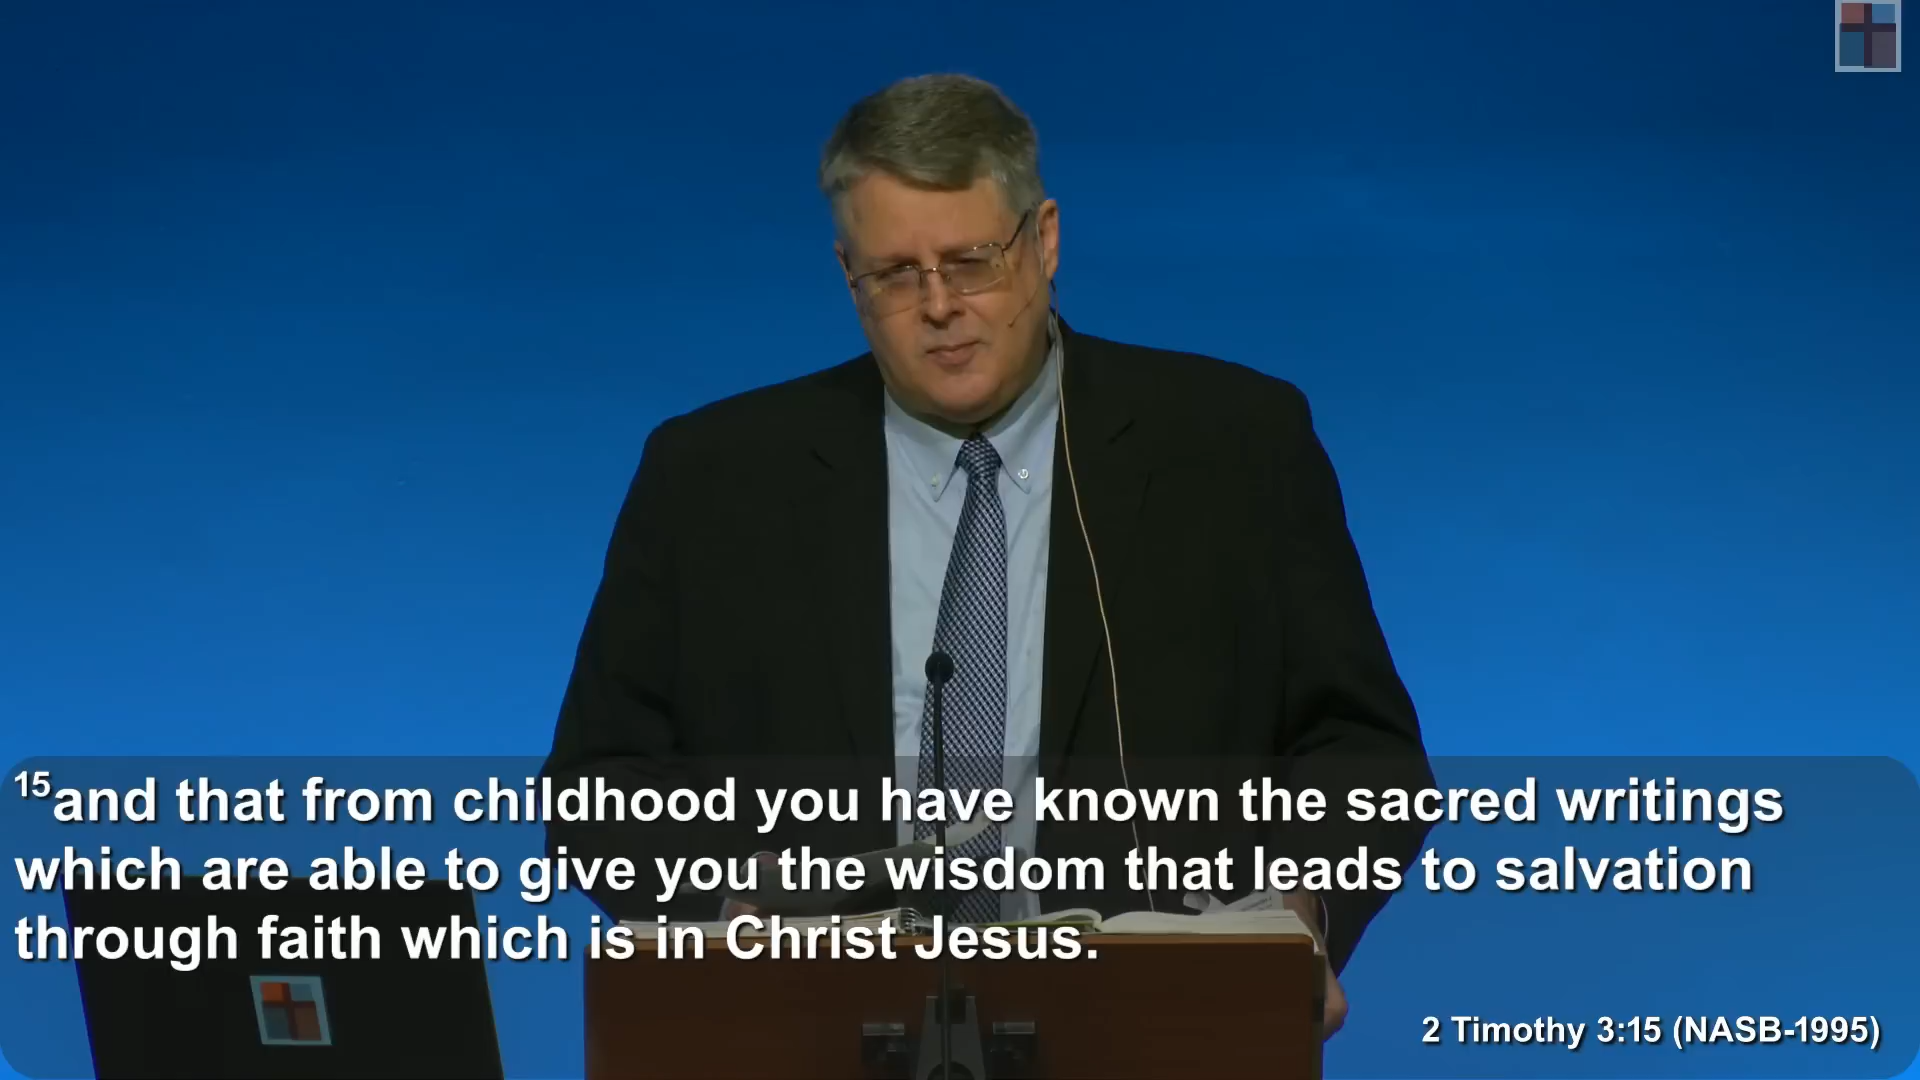 15and that from childhood you have known the sacred writings
which are able to give you the wisdom that leads to salvation
through faith which is in Christ Jesus.
2 Timothy 3:15 (NASB-1995)